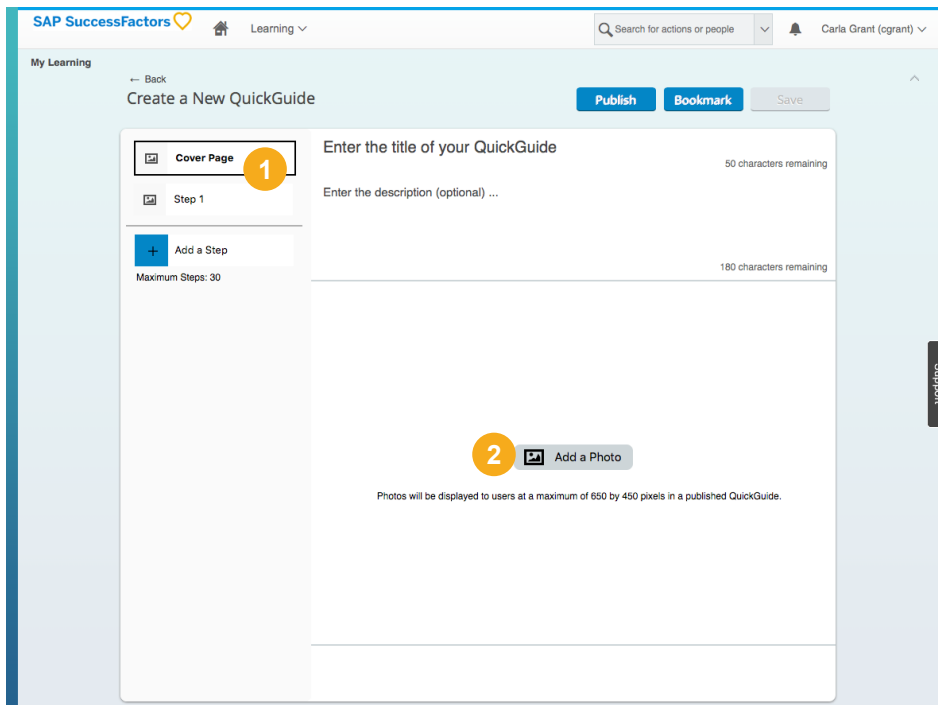 SAP SuccessFactors
Learning
Search for actions or people
Carla Grant (cgrant)
My Learning
← Back
Create a New QuickGuide
Publish
Bookmark
Save
Cover Page
1
Step 1
+ Add a Step
Maximum Steps: 30
Enter the title of your QuickGuide
50 characters remaining
Enter the description (optional) ...
180 characters remaining
2
Add a Photo
Photos will be displayed to users at a maximum of 650 by 450 pixels in a published QuickGuide.
Support